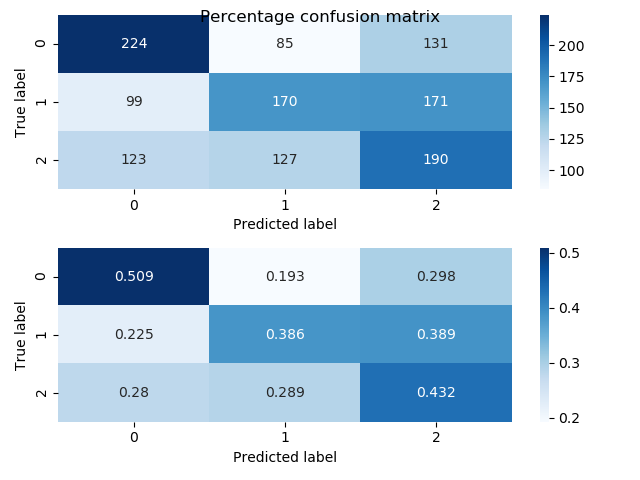 Percentage confusion matrix
0 224 85 131
1 99 170 171
2 123 127 190
True label
0 1 2
Predicted label
200
175
150
125
100
0 0.509 0.193 0.298
1 0.225 0.386 0.389
2 0.28 0.289 0.432
True label
0 1 2
Predicted label
0.5
0.4
0.3
0.2